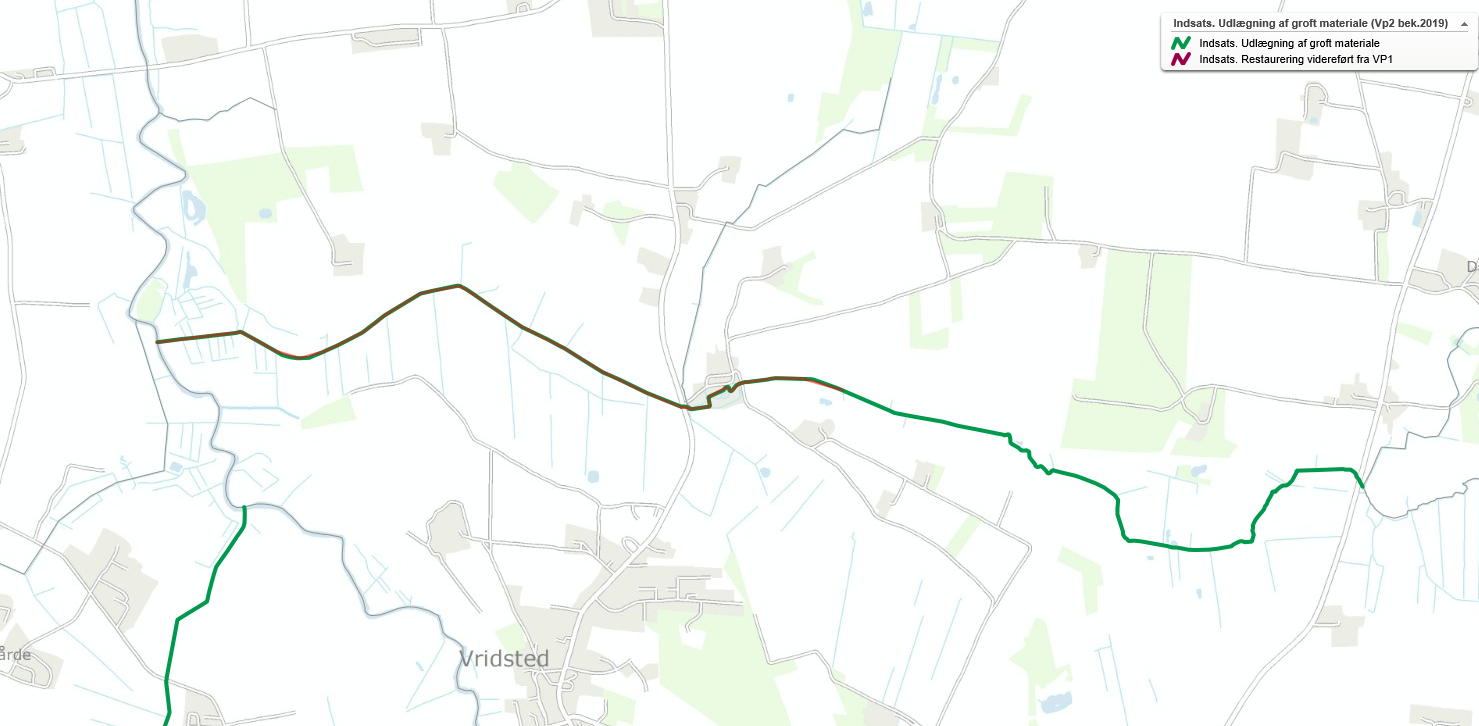 Indsats. Udlægning af groft materiale (Vp2 bek.2019)
Indsats. Udlægning af groft materiale
Indsats. Restaurering videreført fra VP1
D
Vridsted
årde